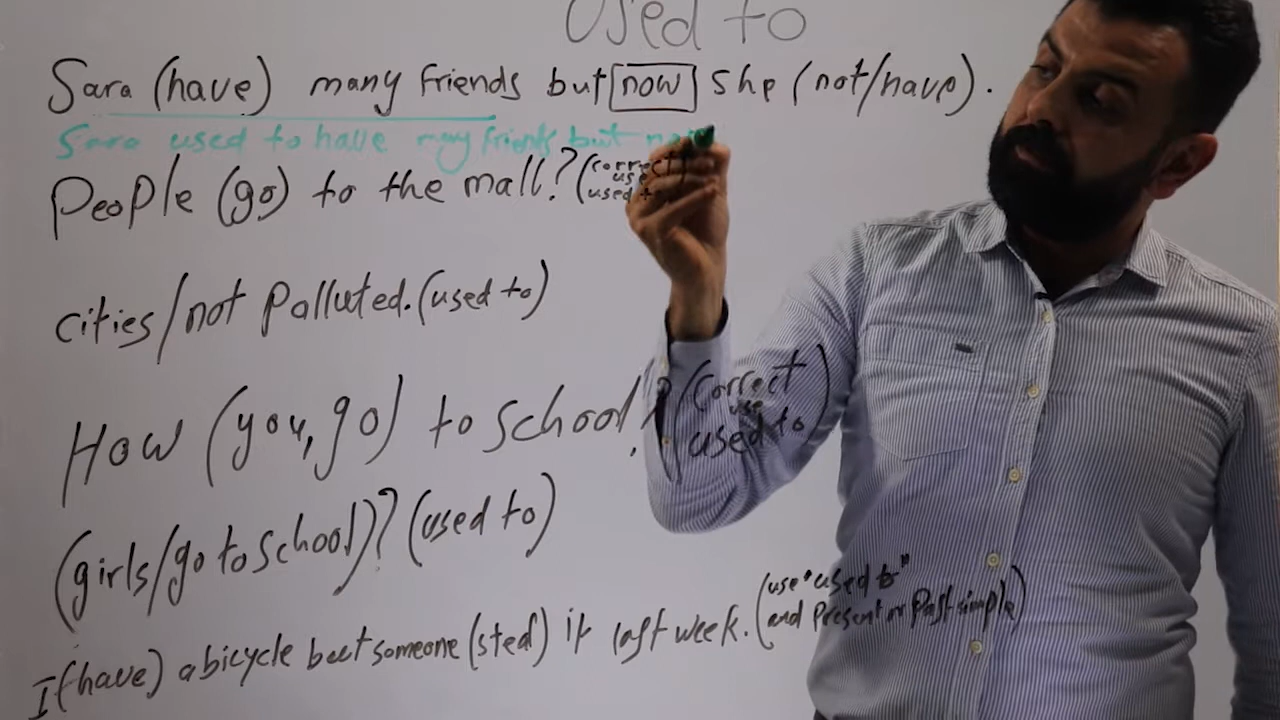 Used to
Sara (have) many friends but now she (not/have).
Sara used to have many friends but now
People (go) to the mall? (correct use used to
cities/not Palluted. (used to)
How (you, go) to school? (correct use used to)
(girls/go to school)? (used to)
I (have) a bicycle but someone (steal) it last week. (use "used to" and Present or Past simple)